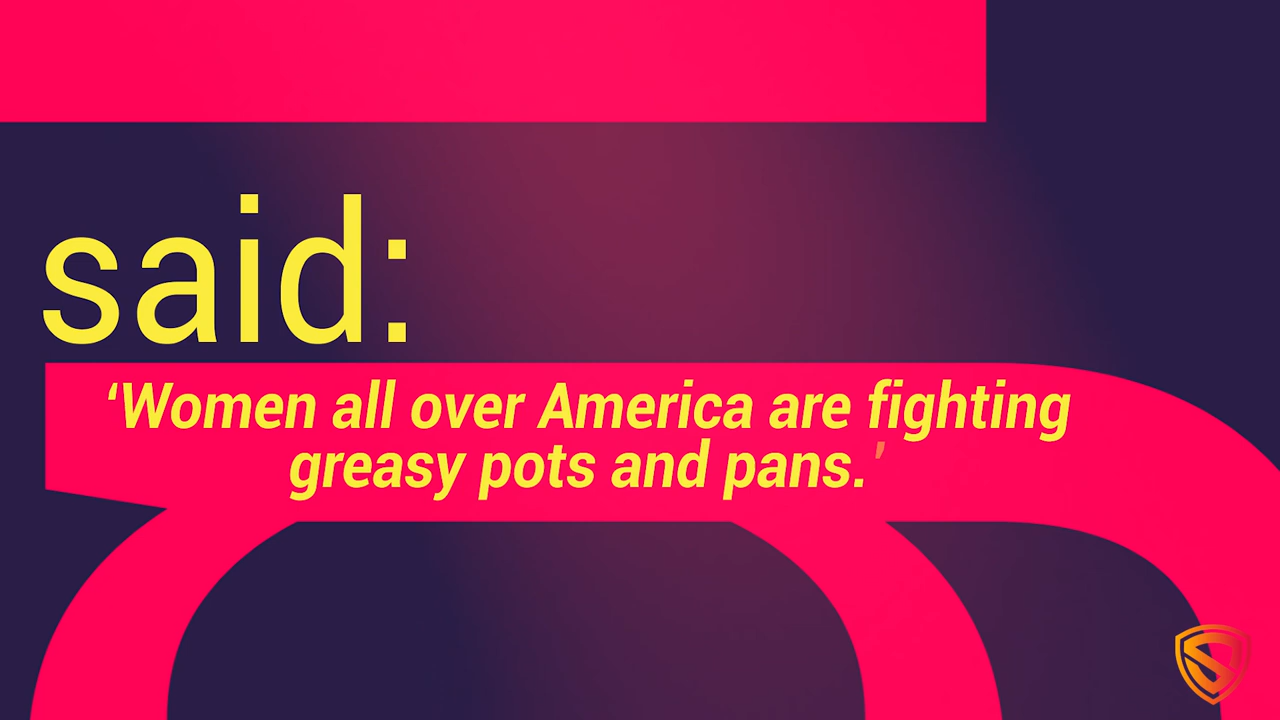 said:
‘Women all over America are fighting
greasy pots and pans.’